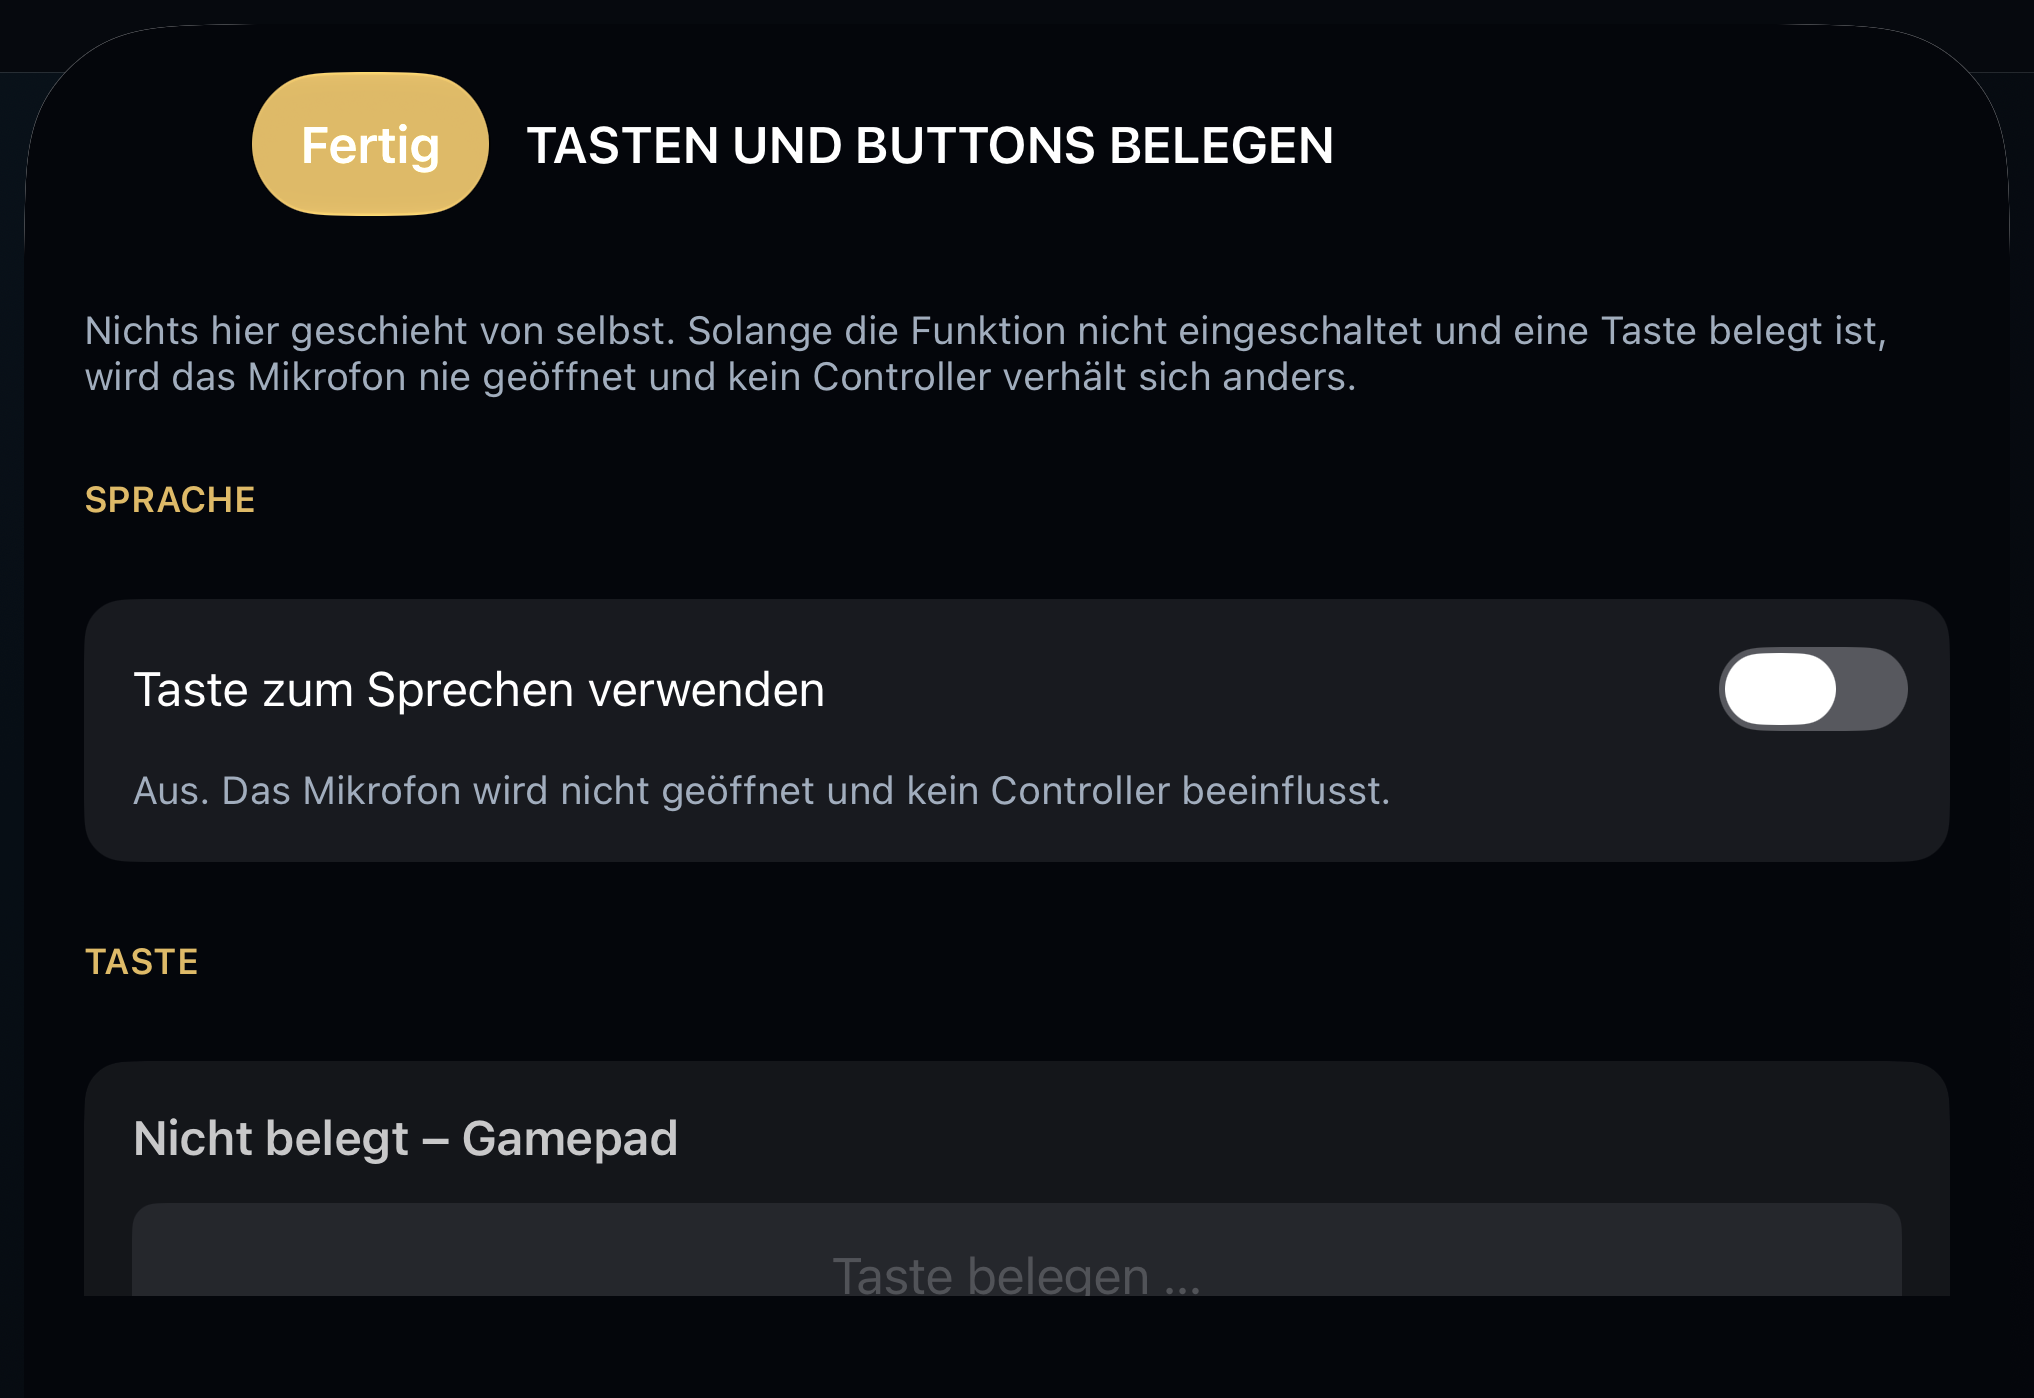 Fertig
TASTEN UND BUTTONS BELEGEN
Nichts hier geschieht von selbst. Solange die Funktion nicht eingeschaltet und eine Taste belegt ist,
wird das Mikrofon nie geöffnet und kein Controller verhält sich anders.
SPRACHE
Taste zum Sprechen verwenden
Aus. Das Mikrofon wird nicht geöffnet und kein Controller beeinflusst.
TASTE
Nicht belegt – Gamepad
Taste belegen ...